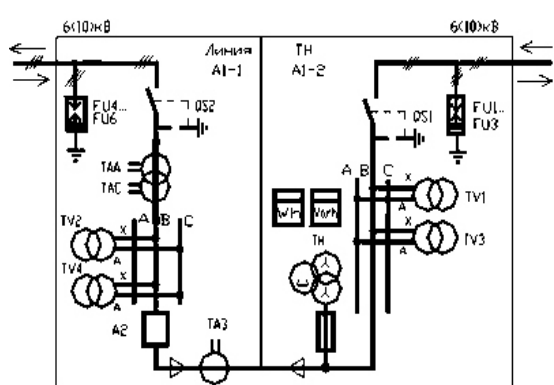 6(10)кВ
6(10)кВ
Линия
А1-1
ТН
А1-2
FU4...
FU6
QS2
QS1
FU1...
FU3
TAA
TAC
A B C
X
TV1
A
Wh
Varh
TV2
A B C
X
A
X
TV3
A
TH
TV4
X
A
A2
TA3